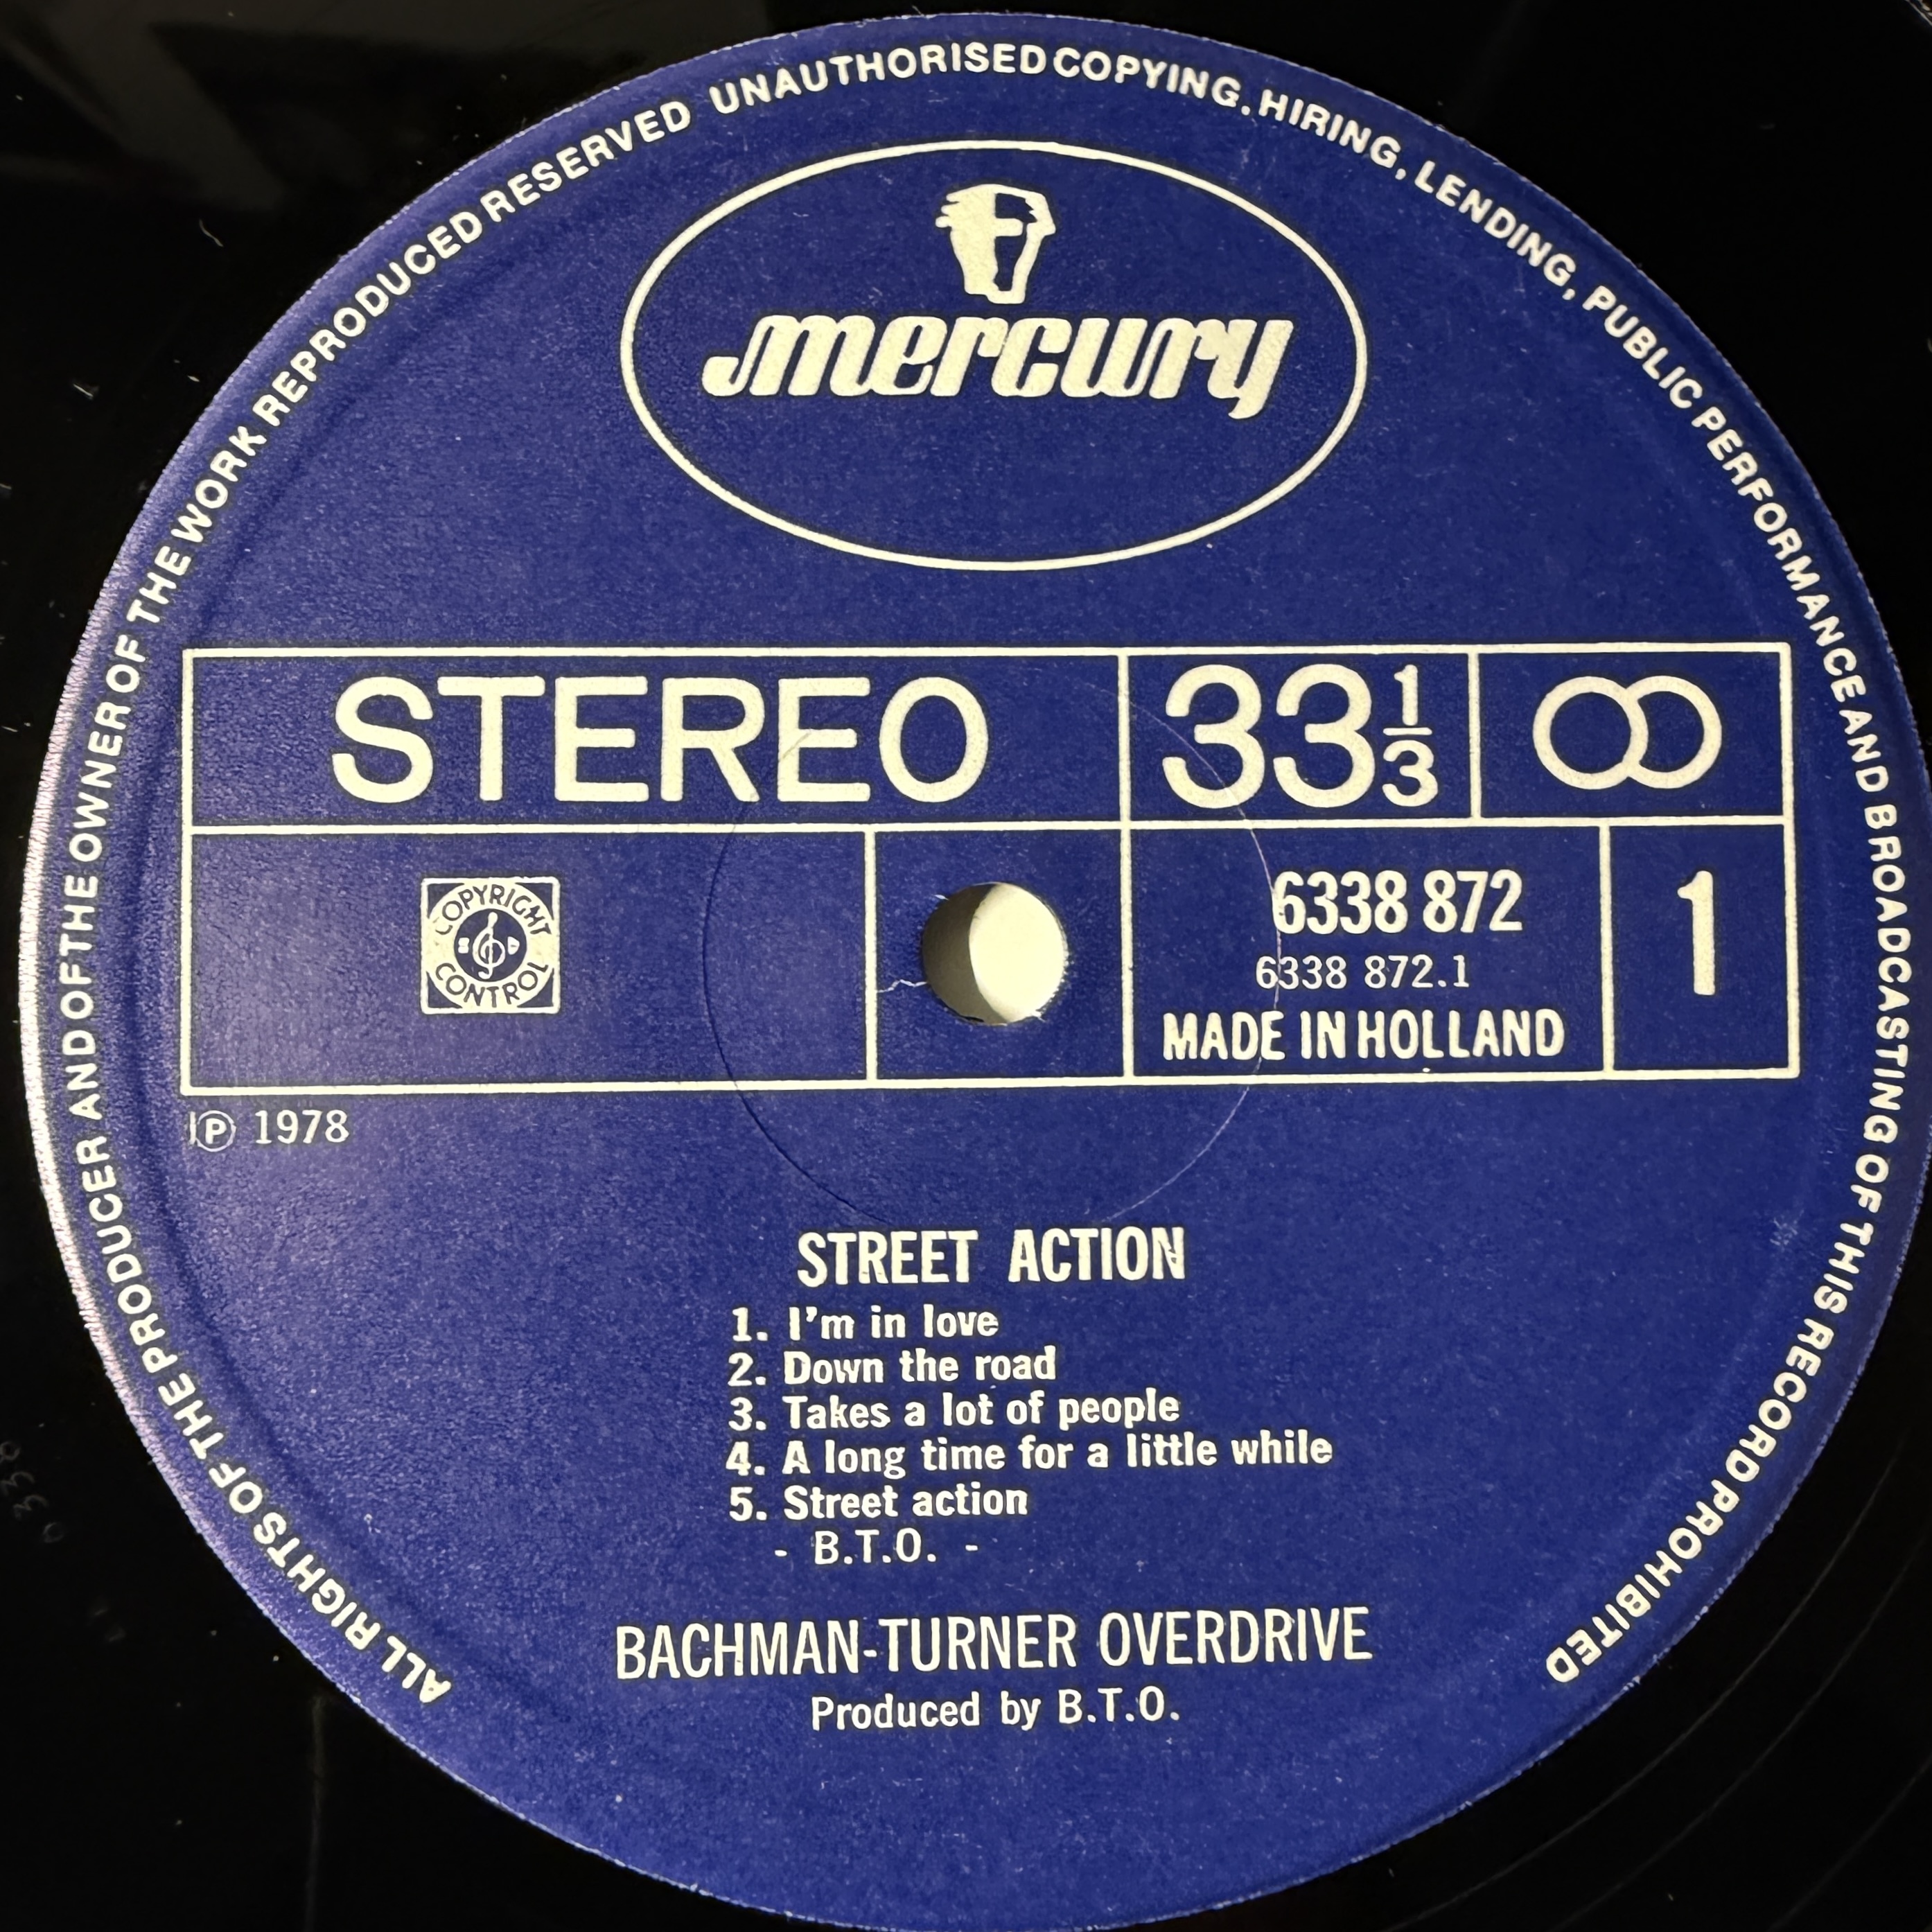 ALL RIGHTS OF THE PRODUCER AND OF THE OWNER OF THE WORK REPRODUCED RESERVED UNAUTHORISED COPYING, HIRING, LENDING, PUBLIC PERFORMANCE AND BROADCASTING OF THIS RECORD PROHIBITED
mercury
STEREO 33 1/3
COPYRIGHT
CONTROL
6338 872
6338 872.1
MADE IN HOLLAND
1
℗ 1978
STREET ACTION
1. I'm in love
2. Down the road
3. Takes a lot of people
4. A long time for a little while
5. Street action
- B.T.O. -
BACHMAN-TURNER OVERDRIVE
Produced by B.T.O.